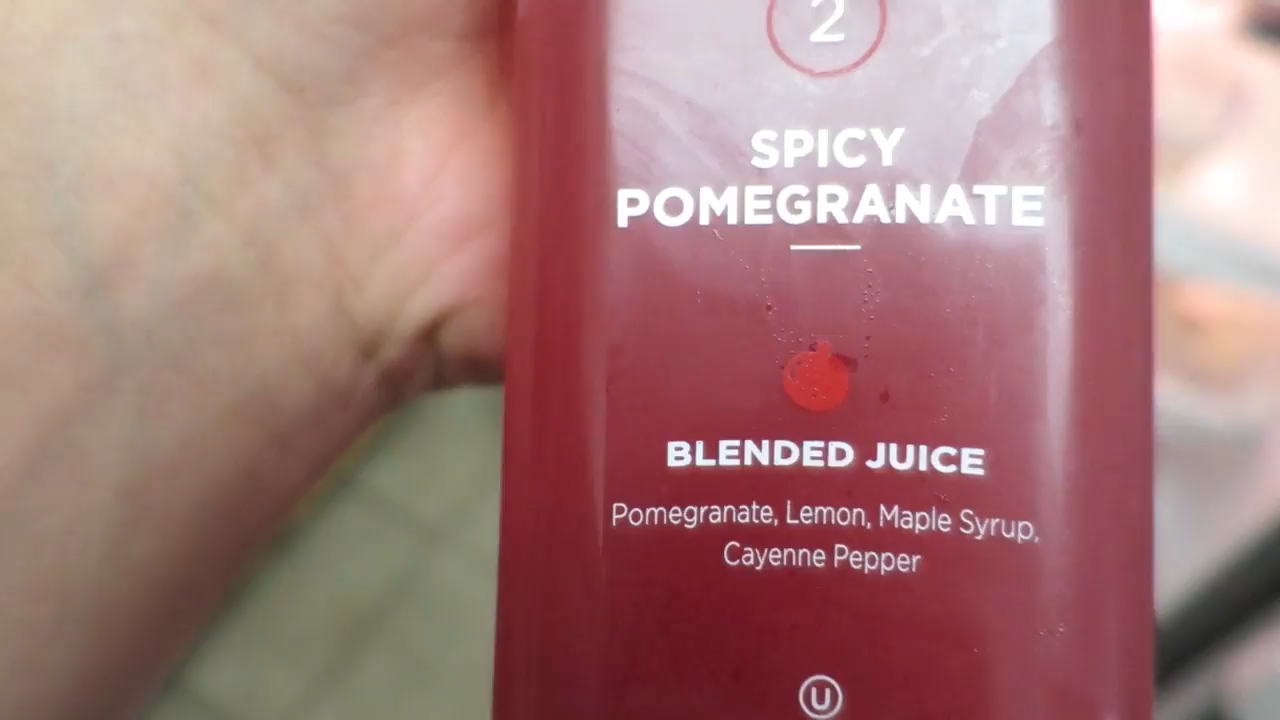 2
SPICY
POMEGRANATE
BLENDED JUICE
Pomegranate, Lemon, Maple Syrup,
Cayenne Pepper
U